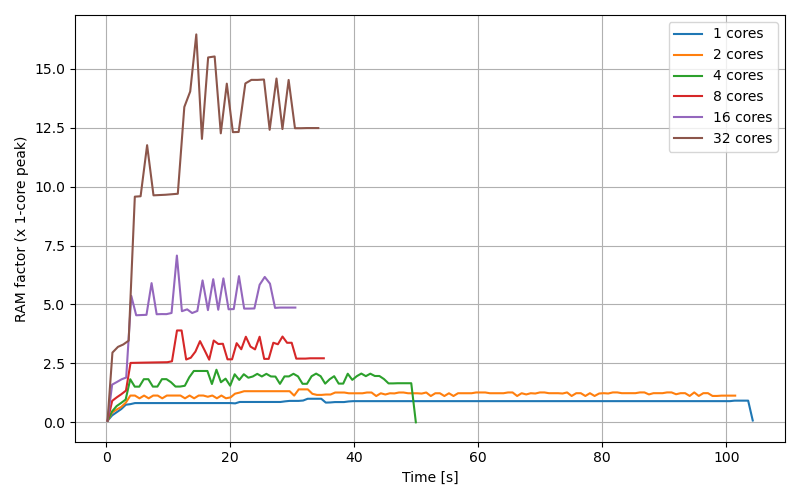 15.0
12.5
10.0
7.5
5.0
2.5
0.0
RAM factor (x 1-core peak)
0
20
40
60
80
100
Time [s]
1 cores
2 cores
4 cores
8 cores
16 cores
32 cores